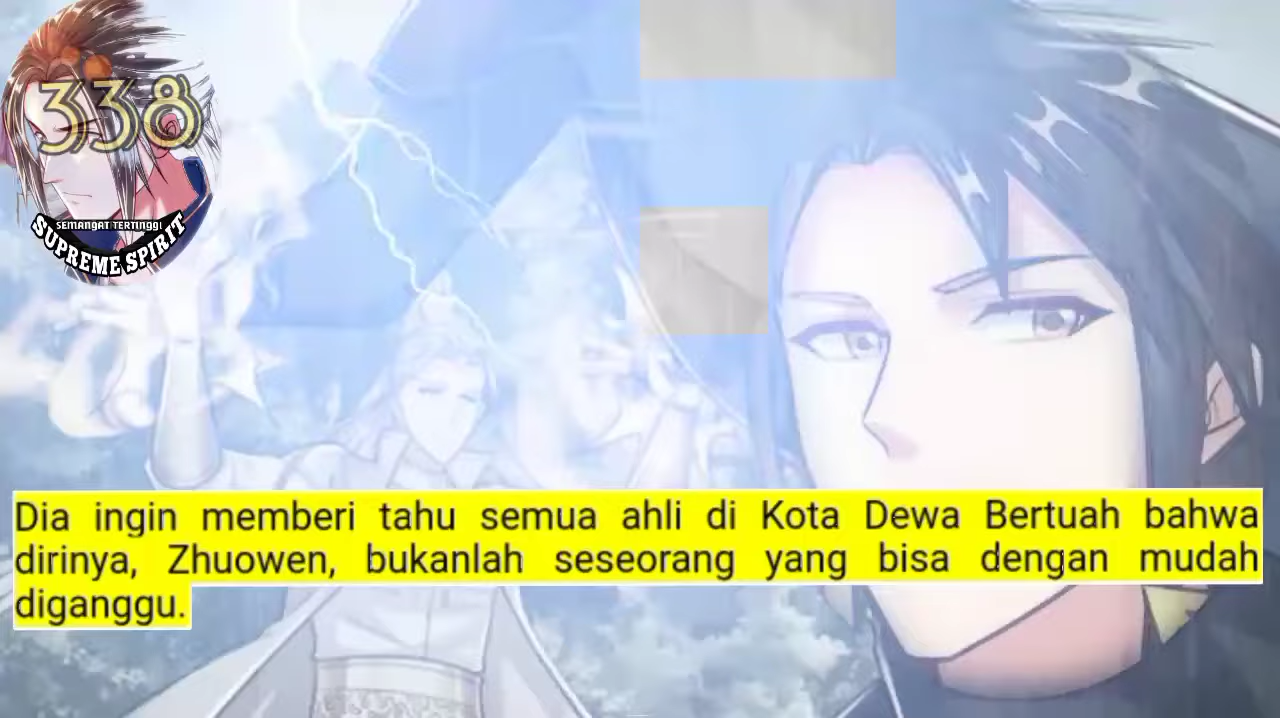 338
SEMANGAT TERTINGGI
SUPREME SPIRIT
Dia ingin memberi tahu semua ahli di Kota Dewa Bertuah bahwa
dirinya, Zhuowen, bukanlah seseorang yang bisa dengan mudah
diganggu.